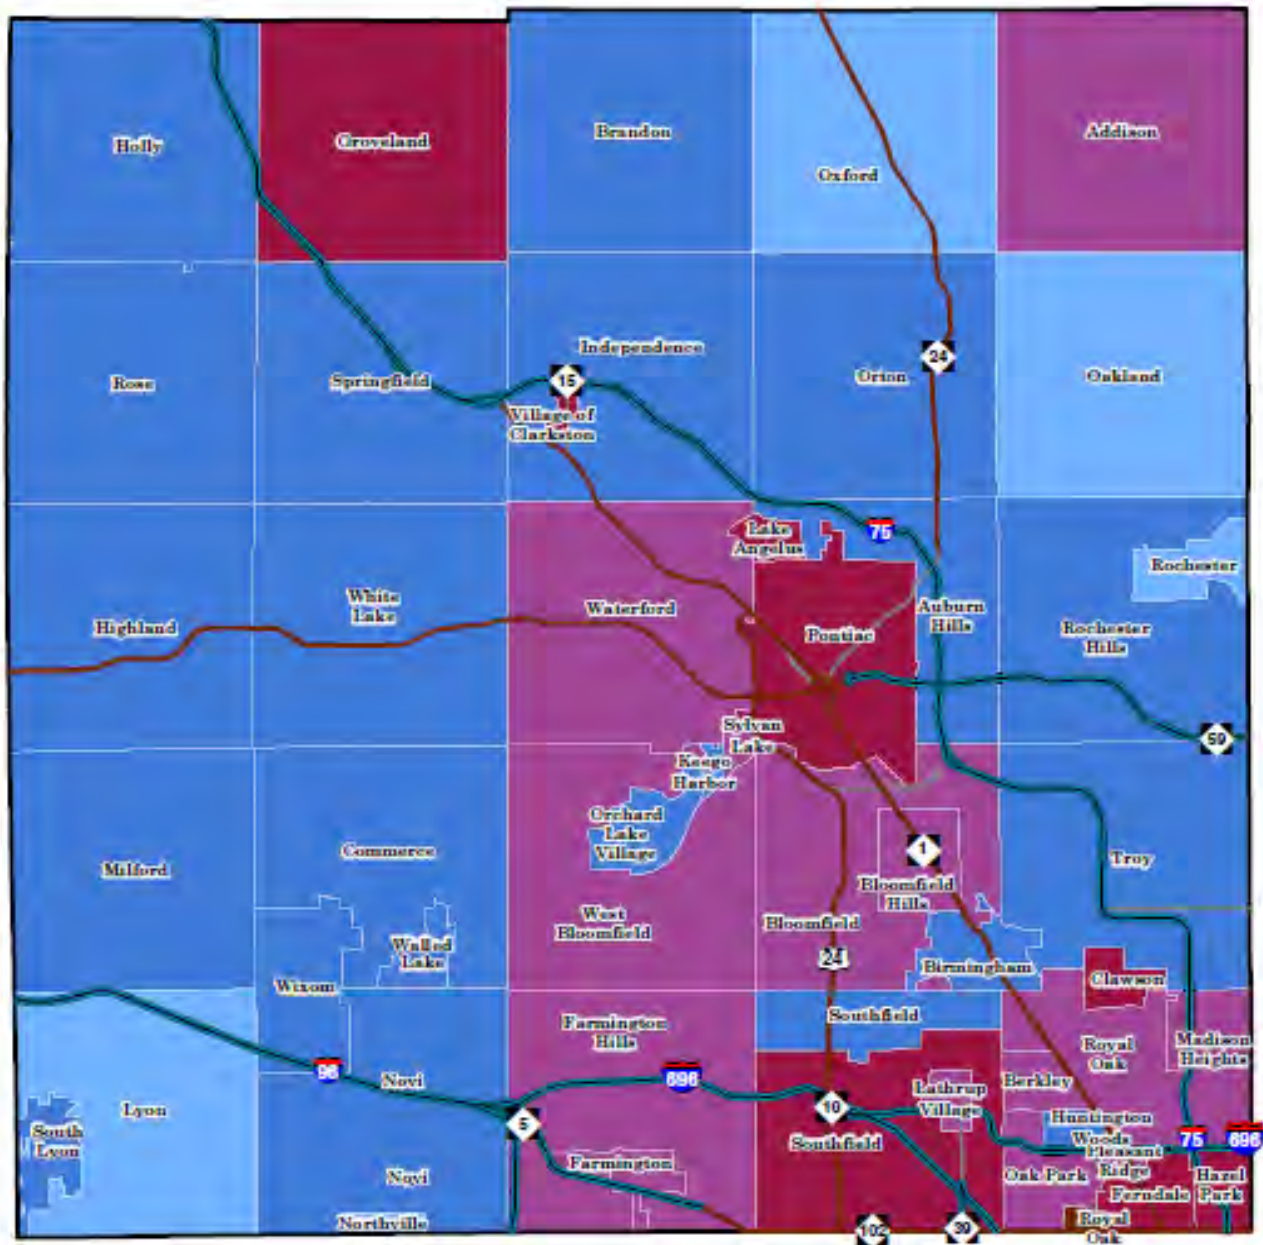 Holly
Groveland
Brandon
Oxford
Addison
Rose
Springfield
15
Independence
Village of
Clarkston
Orion
24
Oakland
Highland
White
Lake
Waterford
Lake
Angelus
75
Pontiac
Auburn
Hills
Rochester
Rochester
Hills
59
Sylvan
Lake
Keego
Harbor
Orchard
Lake
Village
Milford
Commerce
Walled
Lake
Wixom
West
Bloomfield
Bloomfield
24
1
Bloomfield
Hills
Birmingham
Troy
Clawson
Southfield
Farmington
Hills
Royal
Oak
Madison
Heights
Berkley
96
Novi
696
Lathrup
Village
Lyon
South
Lyon
5
10
Southfield
Huntington
Woods
Pleasant
Ridge
75
696
Novi
Northville
Farmington
Oak Park
Ferndale
Hazel
Park
Royal
Oak
102
39